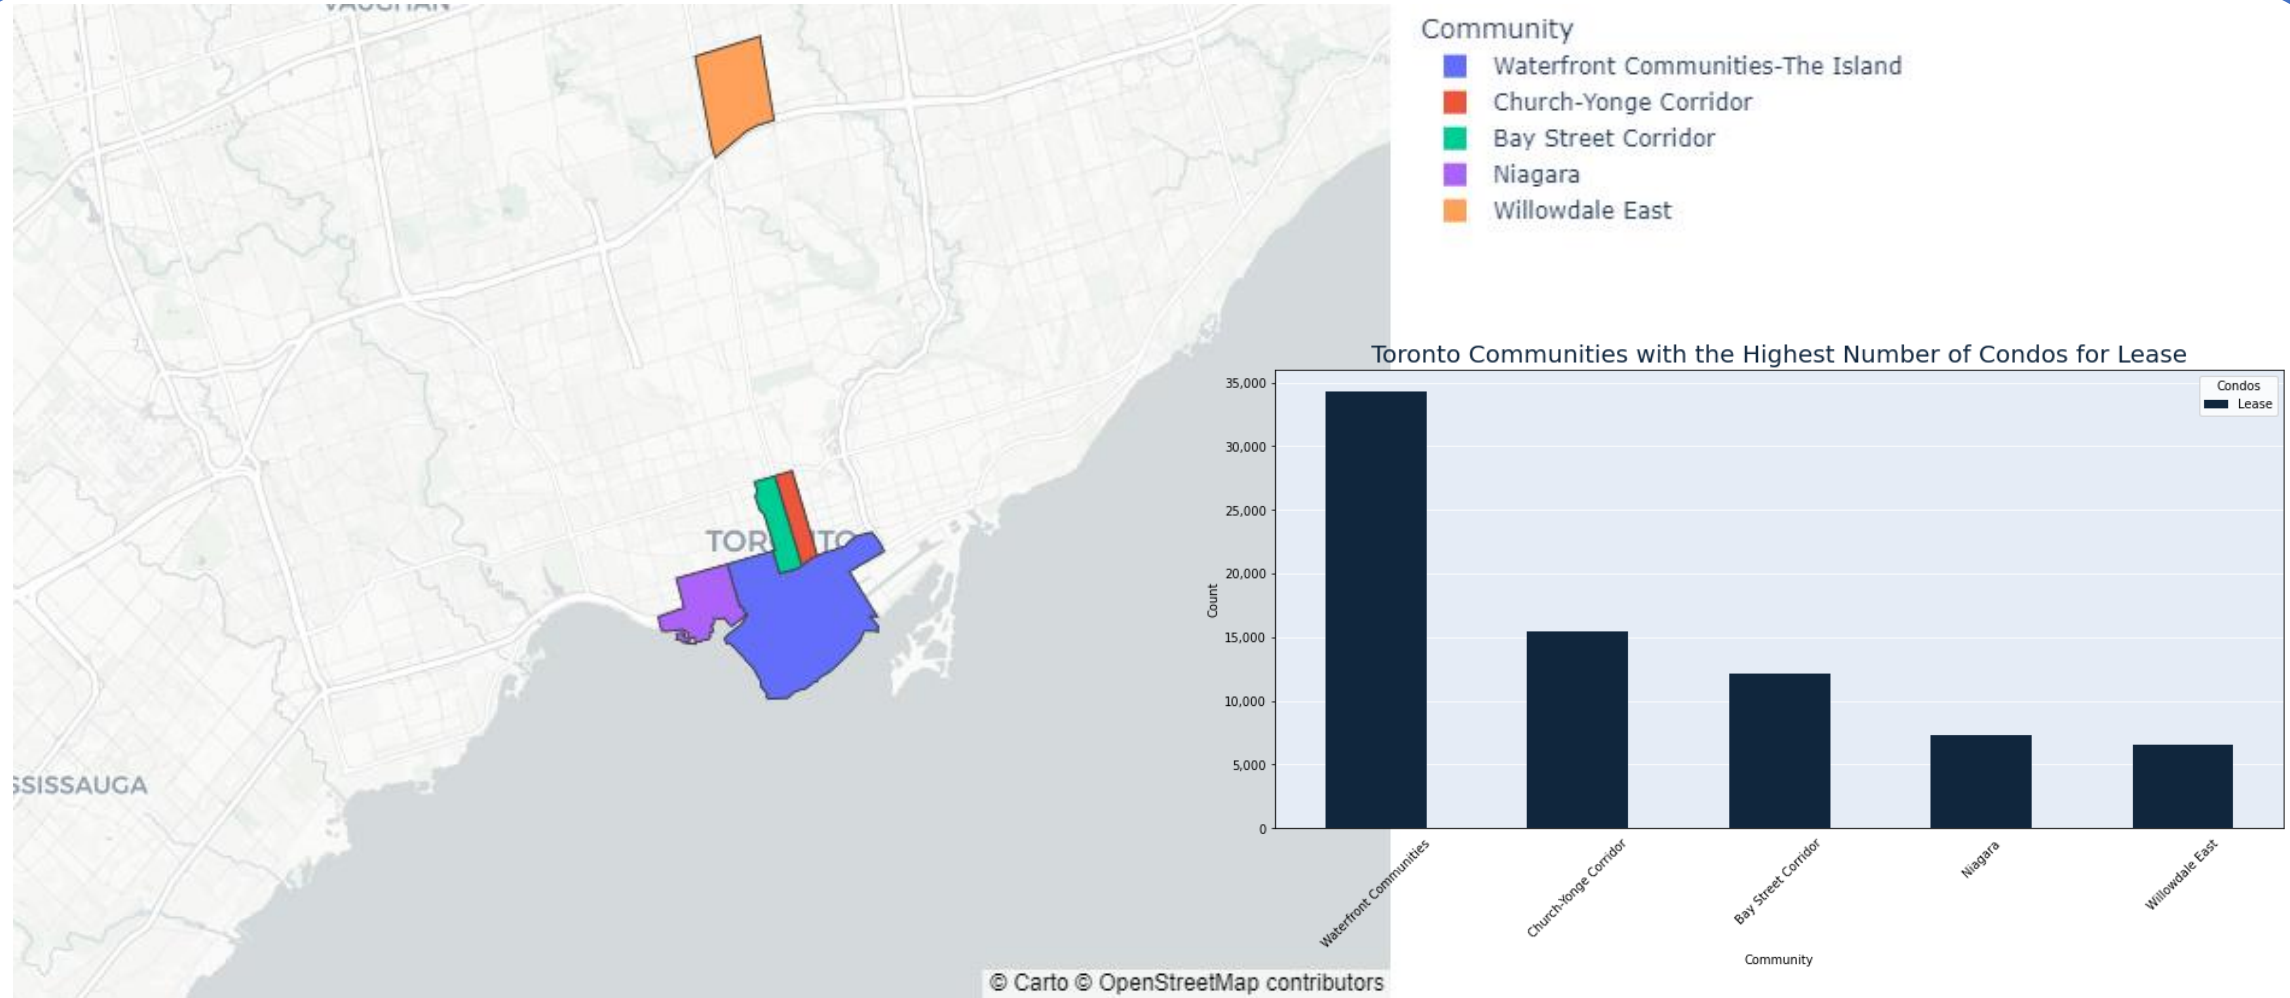 VAUGHAN
TORONTO
SSISSAUGA
© Carto © OpenStreetMap contributors
Community
Waterfront Communities-The Island
Church-Yonge Corridor
Bay Street Corridor
Niagara
Willowdale East
Toronto Communities with the Highest Number of Condos for Lease
Condos
Lease
35,000
30,000
25,000
20,000
15,000
10,000
5,000
0
Count
Waterfront Communities
Church-Yonge Corridor
Bay Street Corridor
Niagara
Willowdale East
Community